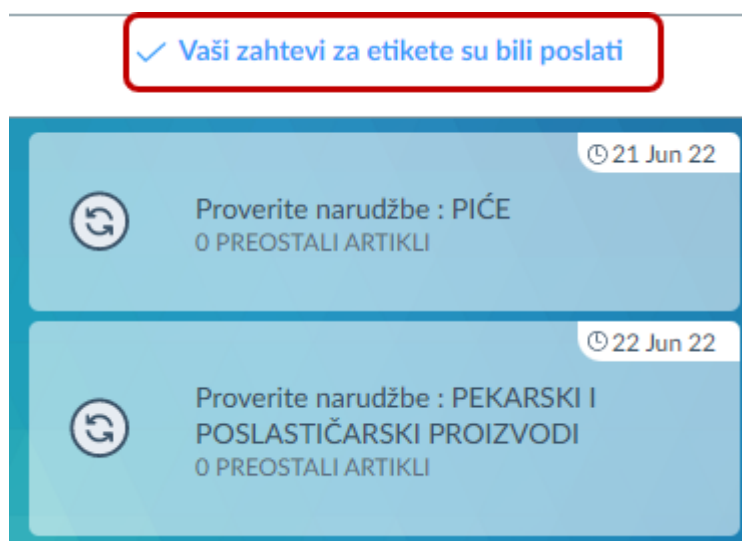 Vaši zahtevi za etikete su bili poslati
21 Jun 22
Proverite narudžbe : PIĆE
0 PREOSTALI ARTIKLI
22 Jun 22
Proverite narudžbe : PEKARSKI I
POSLASTIČARSKI PROIZVODI
0 PREOSTALI ARTIKLI